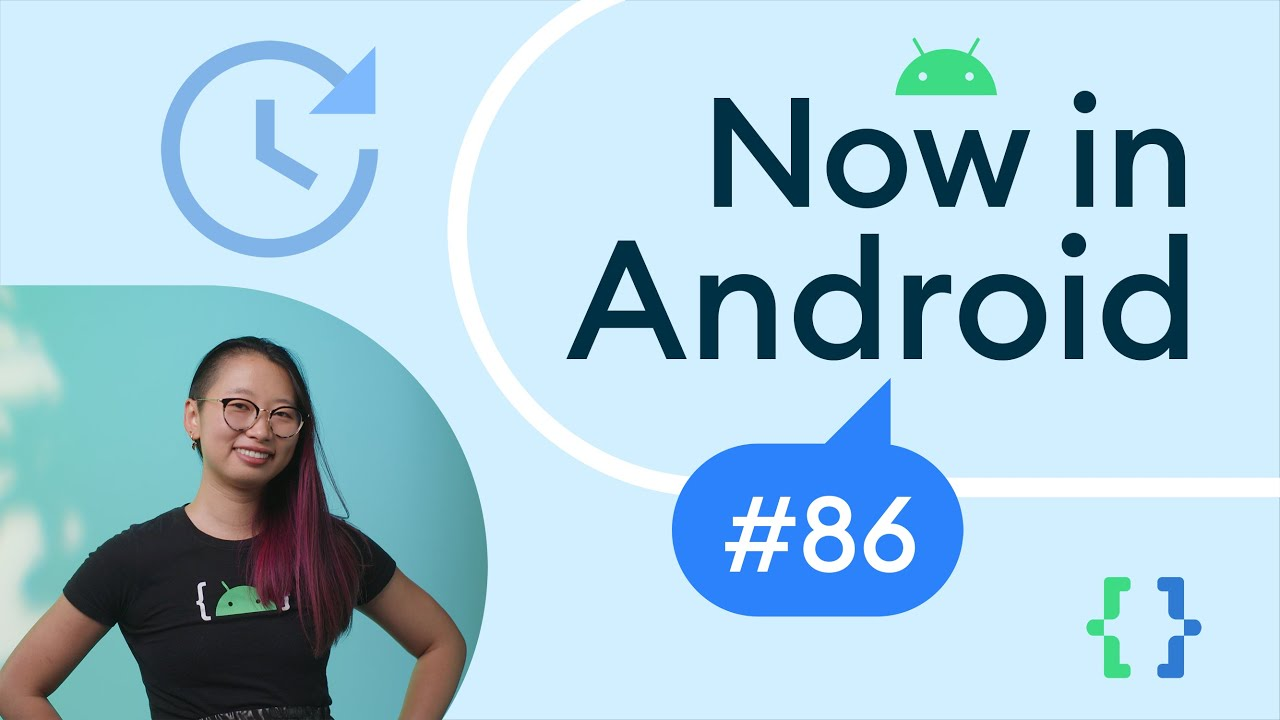 Now in
Android
#86
{ }